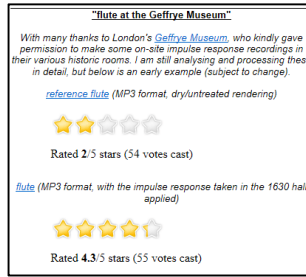 "flute at the Geffrye Museum"
With many thanks to London's Geffrye Museum, who kindly gave
permission to make some on-site impulse response recordings in
their various historic rooms. I am still analysing and processing these
in detail, but below is an early example (subject to change).
reference flute (MP3 format, dry/untreated rendering)
Rated 2/5 stars (54 votes cast)
flute (MP3 format, with the impulse response taken in the 1630 hall
applied)
Rated 4.3/5 stars (55 votes cast)